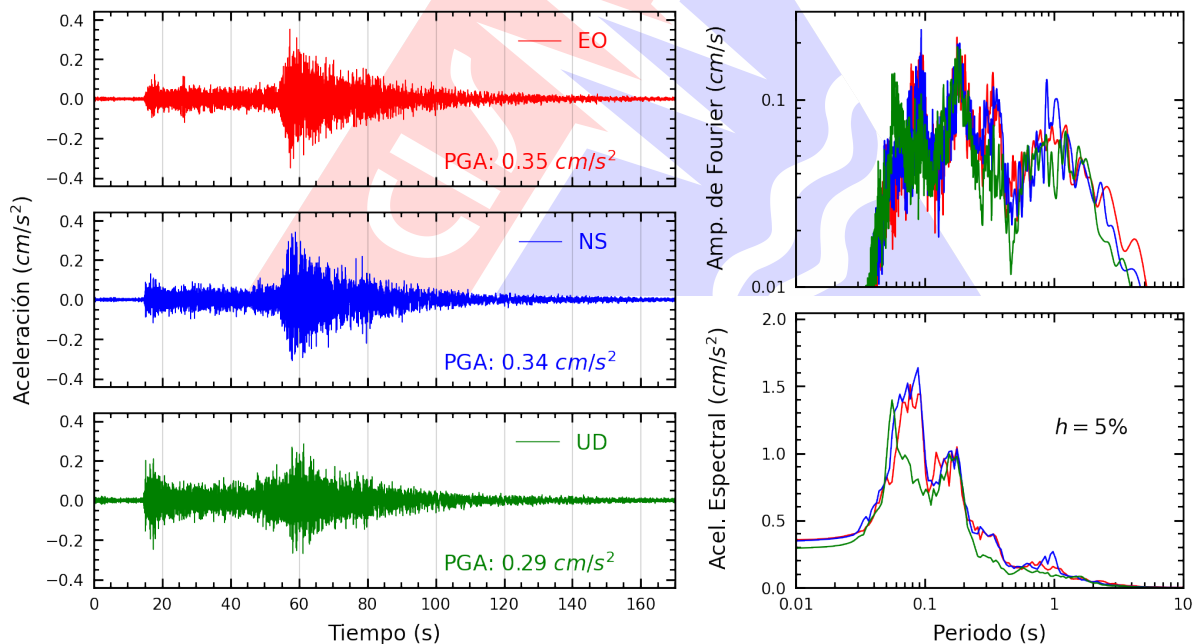 Aceleración (cm/s²)
0.4
0.2
0.0
−0.2
−0.4
EO
PGA: 0.35 cm/s²
0.4
0.2
0.0
−0.2
−0.4
NS
PGA: 0.34 cm/s²
0.4
0.2
0.0
−0.2
−0.4
UD
PGA: 0.29 cm/s²
0 20 40 60 80 100 120 140 160
Tiempo (s)
Amp. de Fourier (cm/s)
0.1
0.01
Acel. Espectral (cm/s²)
2.0
1.5
1.0
0.5
0.0
h = 5%
0.01 0.1 1 10
Periodo (s)